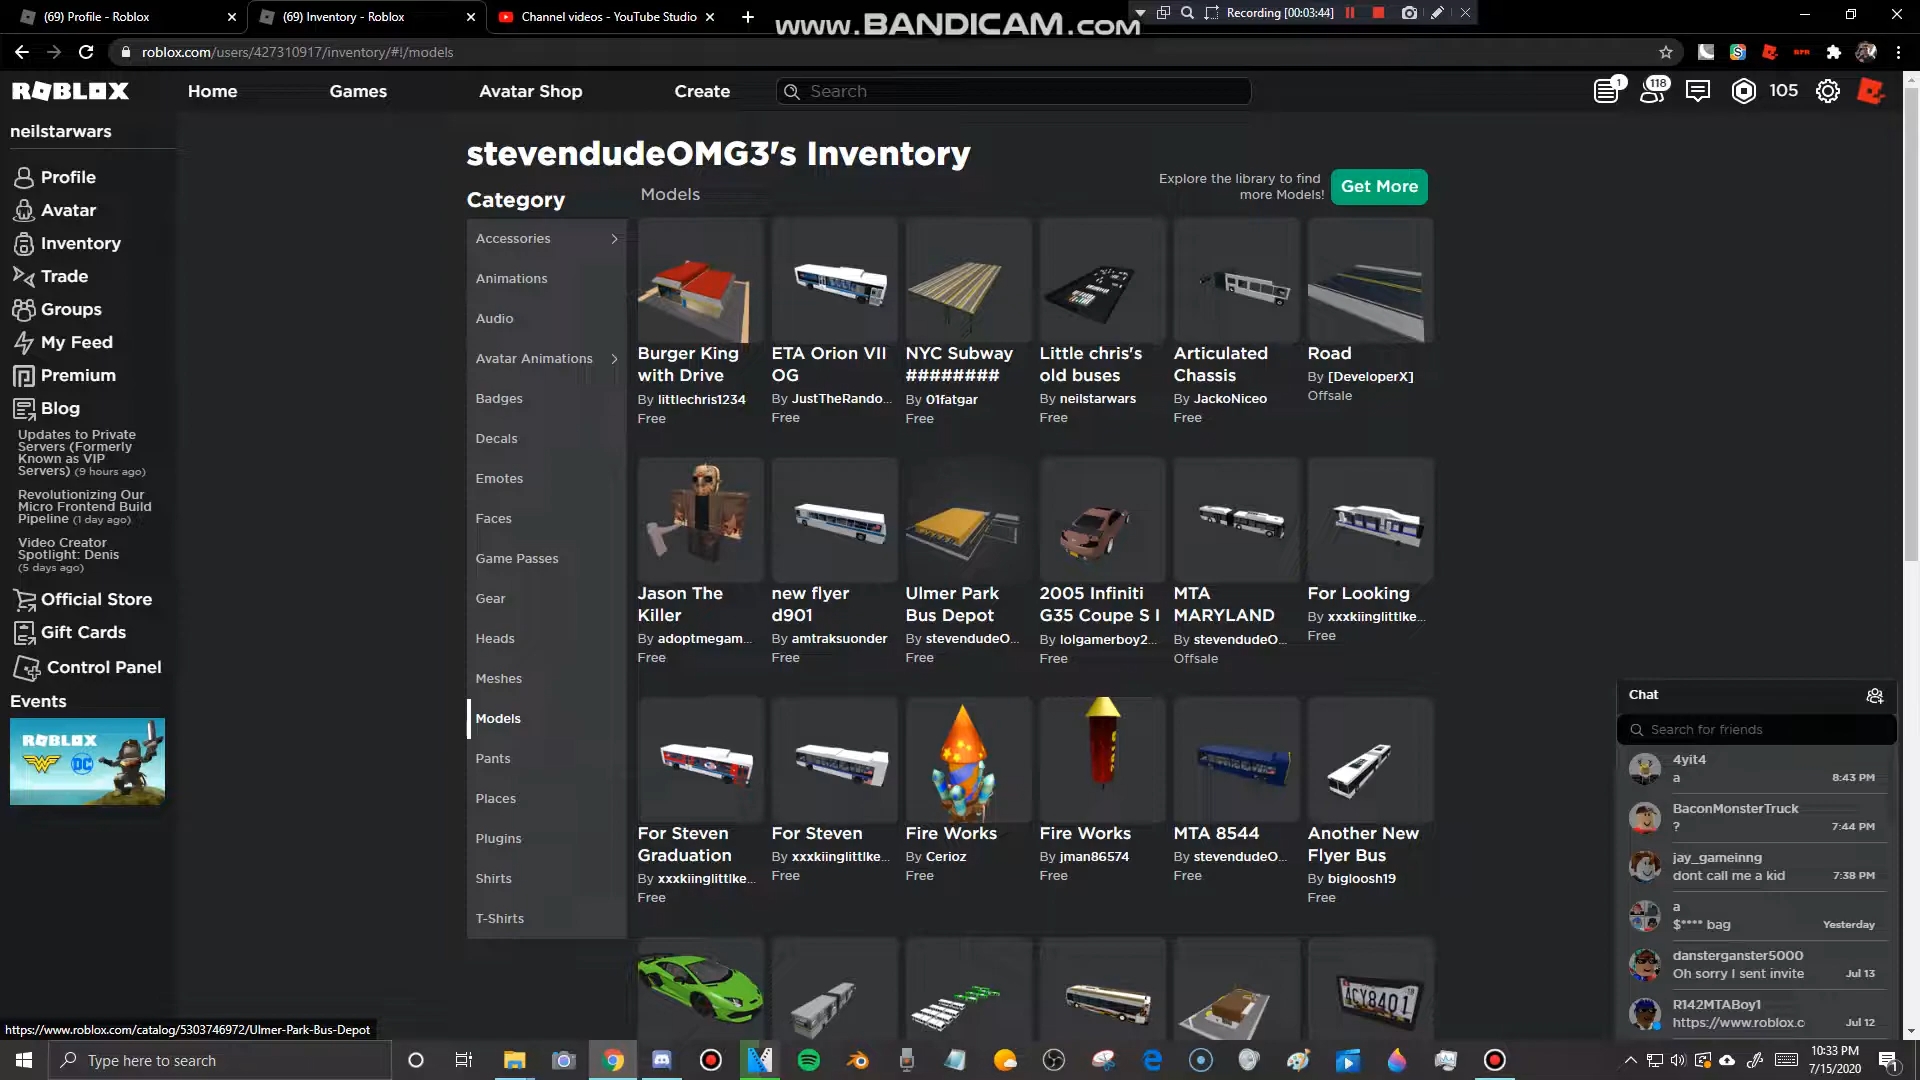 (69) Profile - Roblox
(69) Inventory - Roblox
Channel videos - YouTube Studio
www.BANDICAM.com
Recording [00:03:44]
roblox.com/users/427310917/inventory/#!/models
ROBLOX
Home
Games
Avatar Shop
Create
Search
1
118
105
neilstarwars
Profile
Avatar
Inventory
Trade
Groups
My Feed
Premium
Blog
Updates to Private
Servers (Formerly
Known as VIP
Servers) (9 hours ago)
Revolutionizing Our
Micro Frontend Build
Pipeline (1 day ago)
Video Creator
Spotlight: Denis
(5 days ago)
Official Store
Gift Cards
Control Panel
Events
ROBLOX
DC
stevendudeOMG3's Inventory
Category
Accessories
Animations
Audio
Avatar Animations
Badges
Decals
Emotes
Faces
Game Passes
Gear
Heads
Meshes
Models
Pants
Places
Plugins
Shirts
T-Shirts
Models
Explore the library to find
more Models!
Get More
Burger King
with Drive
By littlechris1234
Free
ETA Orion VII
OG
By JustTheRando...
Free
NYC Subway
########
By 01fatgar
Free
Little chris's
old buses
By neilstarwars
Free
Articulated
Chassis
By JackoNiceo
Free
Road
By [DeveloperX]
Offsale
Jason The
Killer
By adoptmegam...
Free
new flyer
d901
By amtraksuonder
Free
Ulmer Park
Bus Depot
By stevendudeO...
Free
2005 Infiniti
G35 Coupe S I
By lolgamerboy2...
Free
MTA
MARYLAND
By stevendudeO...
Offsale
For Looking
By xxxkiinglittlke...
Free
For Steven
Graduation
By xxxkiinglittlke...
Free
For Steven
By xxxkiinglittlke...
Free
Fire Works
By Cerioz
Free
Fire Works
By jman86574
Free
MTA 8544
By stevendudeO...
Free
Another New
Flyer Bus
By bigloosh19
Free
ACY8401
Chat
Search for friends
4yit4
a
8:43 PM
BaconMonsterTruck
?
7:44 PM
jay_gameinng
dont call me a kid
7:38 PM
a
$**** bag
Yesterday
dansterganster5000
Oh sorry I sent invite
Jul 13
R142MTABoy1
https://www.roblox.c
Jul 12
https://www.roblox.com/catalog/5303746972/Ulmer-Park-Bus-Depot
Type here to search
10:33 PM
7/15/2020
1